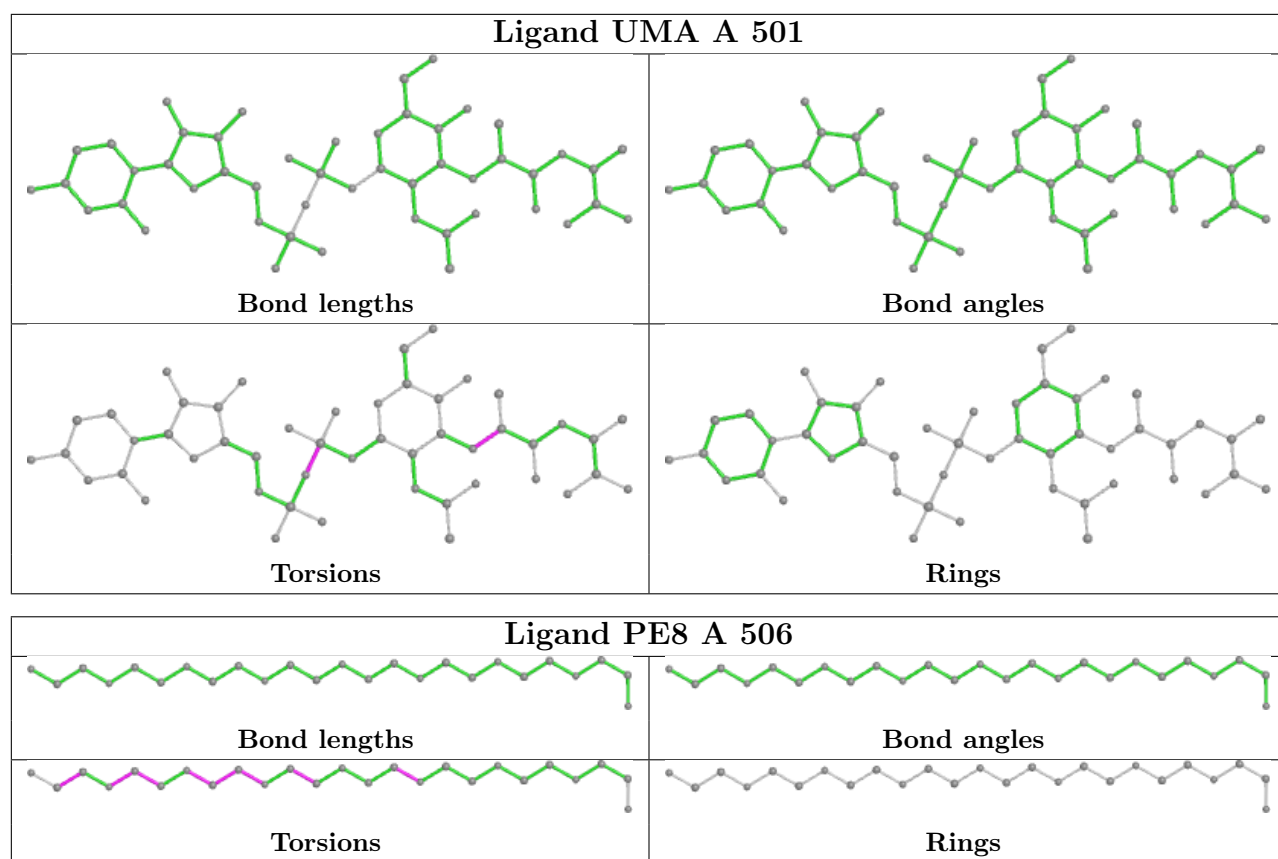 Ligand UMA A 501
Bond lengths
Bond angles
Torsions
Rings
Ligand PE8 A 506
Bond lengths
Bond angles
Torsions
Rings